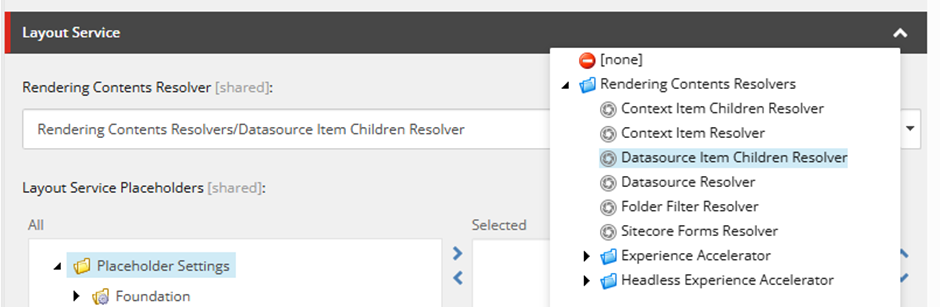 Layout Service
Rendering Contents Resolver [shared]:
Rendering Contents Resolvers/Datasource Item Children Resolver
[none]
Rendering Contents Resolvers
Context Item Children Resolver
Context Item Resolver
Datasource Item Children Resolver
Datasource Resolver
Folder Filter Resolver
Sitecore Forms Resolver
Experience Accelerator
Headless Experience Accelerator
Layout Service Placeholders [shared]:
All
Selected
Placeholder Settings
Foundation